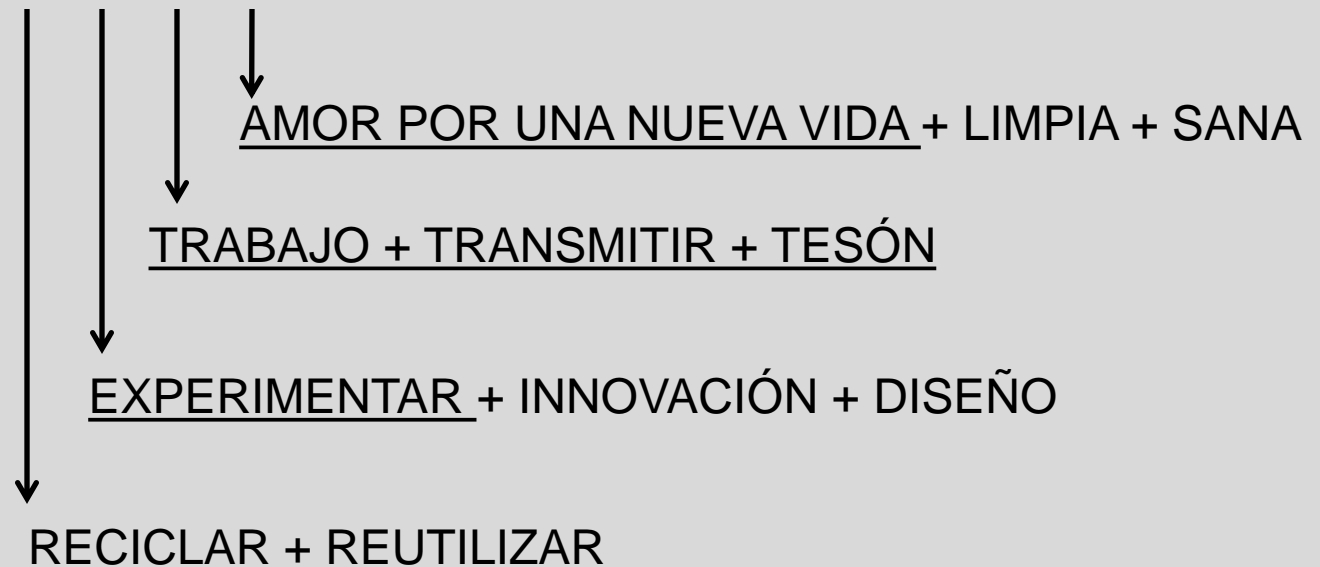 AMOR POR UNA NUEVA VIDA + LIMPIA + SANA
TRABAJO + TRANSMITIR + TESÓN
EXPERIMENTAR + INNOVACIÓN + DISEÑO
RECICLAR + REUTILIZAR